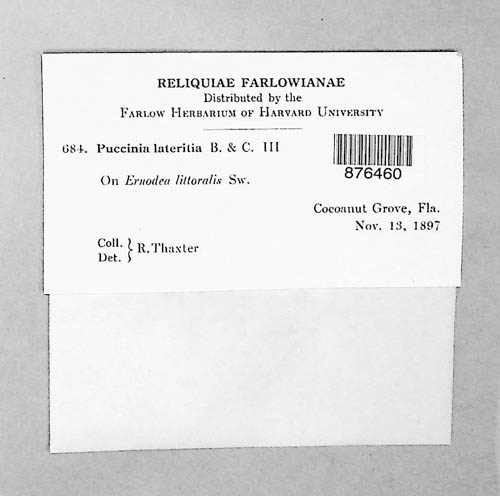 RELIQUIAE FARLOWIANAE
Distributed by the
FARLOW HERBARIUM OF HARVARD UNIVERSITY
684. Puccinia lateritia B. & C. III
876460
On Ernodea littoralis Sw.
Cocoanut Grove, Fla.
Nov. 13, 1897
Coll.
Det. } R. Thaxter